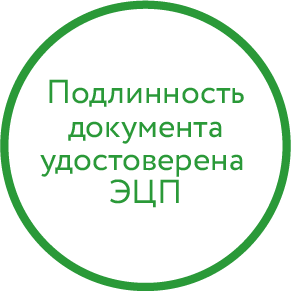 Подлинность
документа
удостоверена
ЭЦП